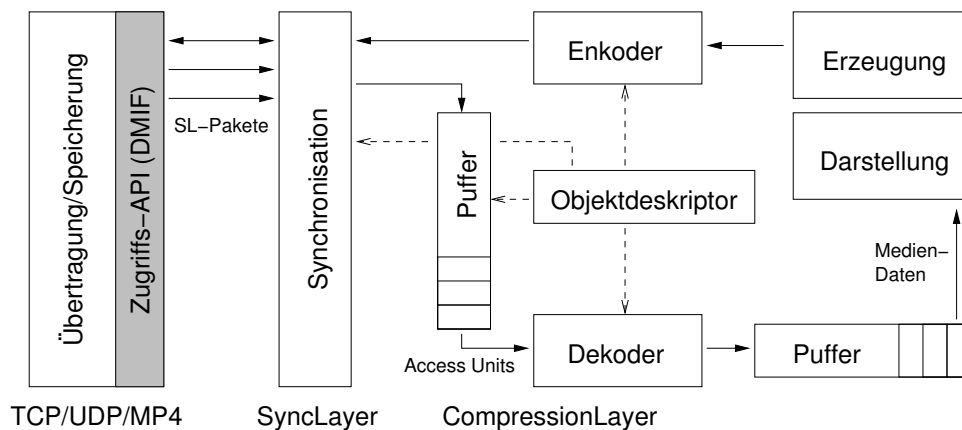 Übertragung/Speicherung
Zugriffs−API (DMIF)
SL−Pakete
Synchronisation
Puffer
Enkoder
Erzeugung
Darstellung
Objektdeskriptor
Medien−
Daten
Access Units
Dekoder
Puffer
TCP/UDP/MP4
SyncLayer
CompressionLayer